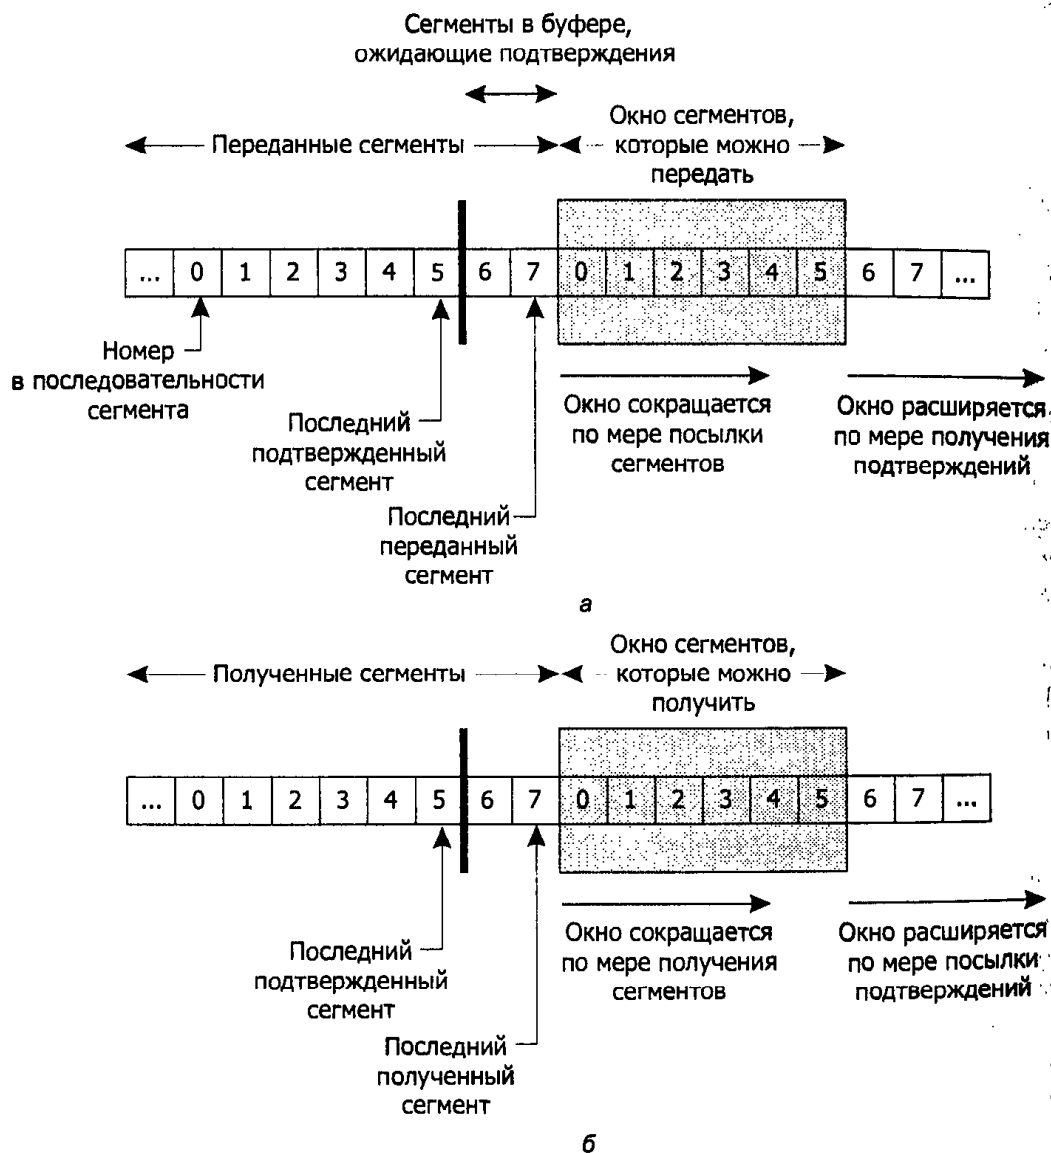 Сегменты в буфере,
ожидающие подтверждения
Окно сегментов,
Переданные сегменты
которые можно
передать
... 0 1 2 3 4 5 6 7 0 1 2 3 4 5 6 7 ...
Номер
в последовательности
сегмента
Последний
подтвержденный
сегмент
Последний
переданный
сегмент
Окно сокращается
по мере посылки
сегментов
Окно расширяется
по мере получения
подтверждений
а
Окно сегментов,
Полученные сегменты
которые можно
получить
... 0 1 2 3 4 5 6 7 0 1 2 3 4 5 6 7 ...
Последний
подтвержденный
сегмент
Последний
полученный
сегмент
Окно сокращается
по мере получения
сегментов
Окно расширяется
по мере посылки
подтверждений
б